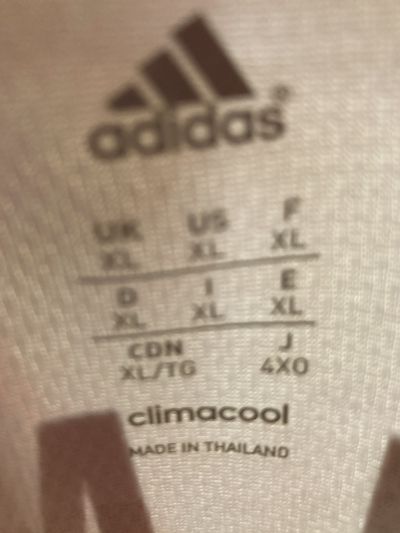 adidas
UK US F
XL XL XL
D I E
XL XL XL
CDN J
XL/TG 4XO
climacool
MADE IN THAILAND